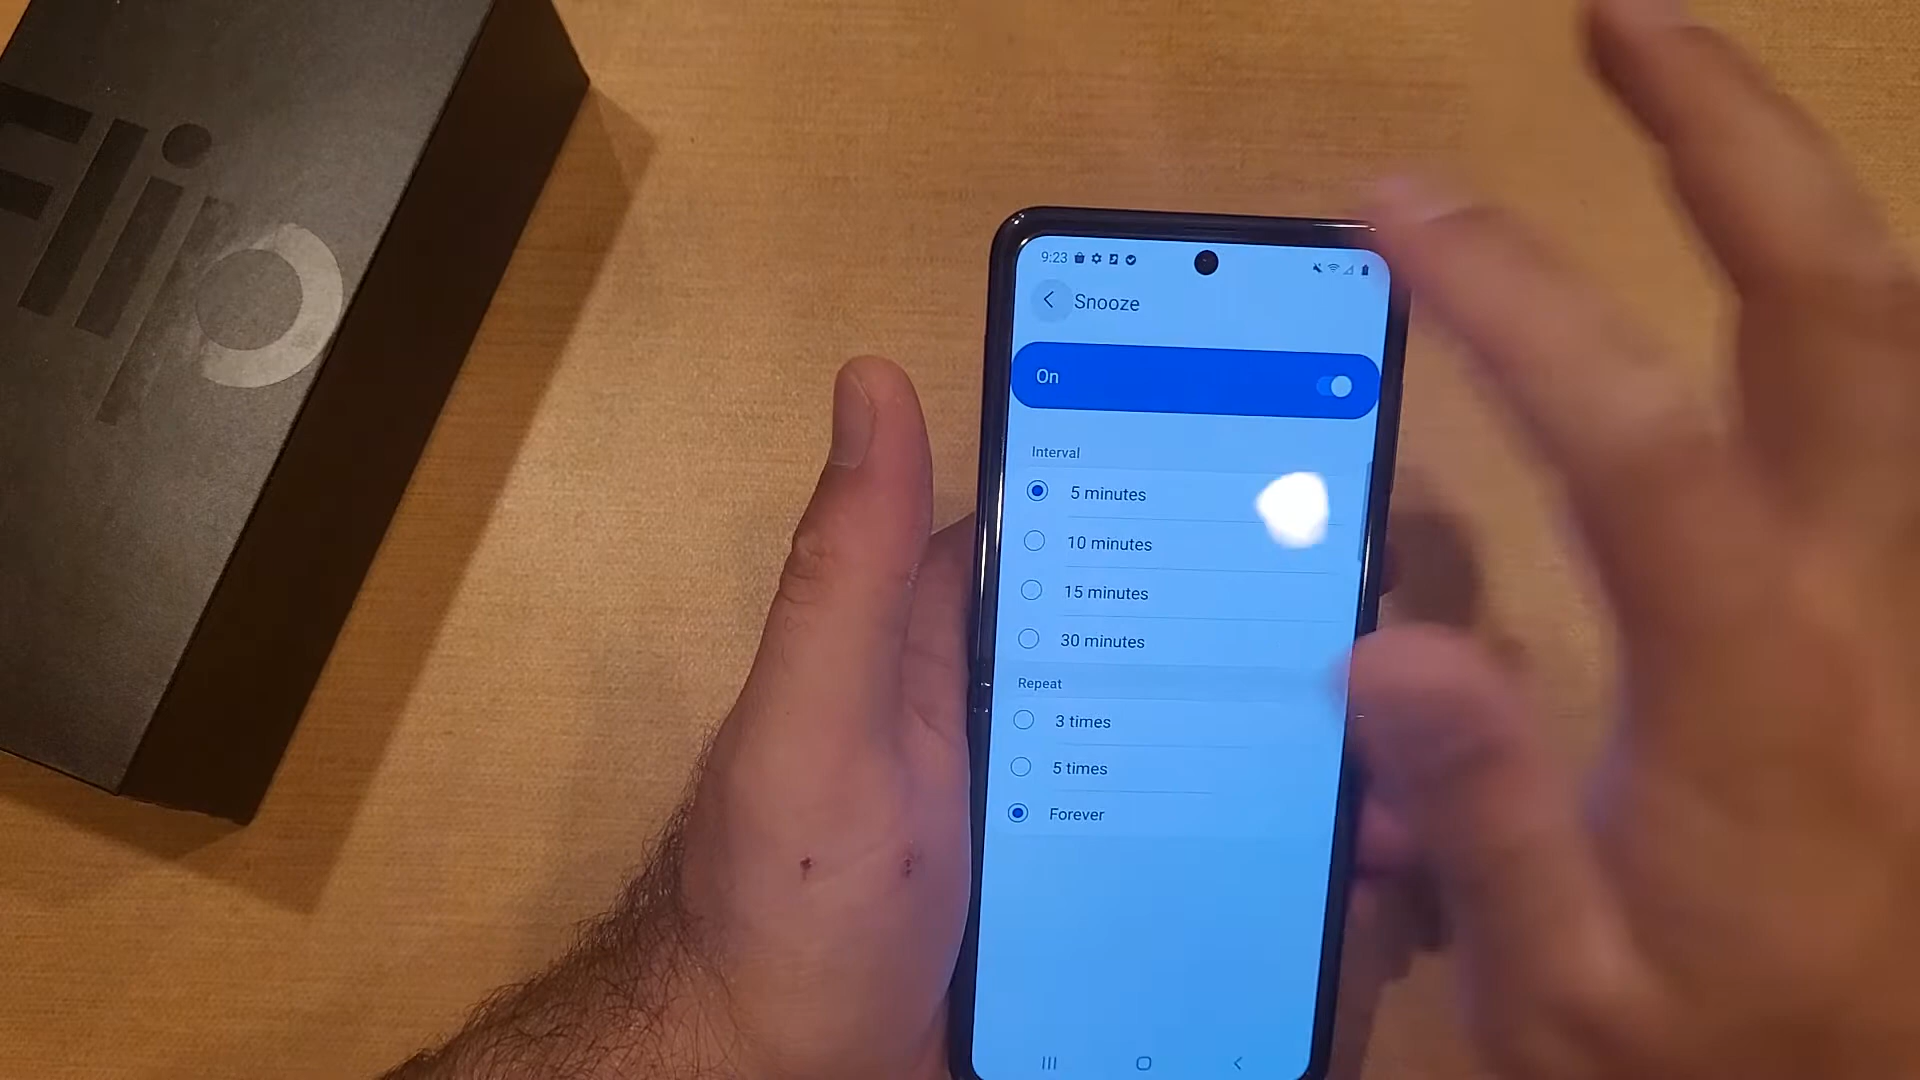 Flip
9:23
Snooze
On
Interval
5 minutes
10 minutes
15 minutes
30 minutes
Repeat
3 times
5 times
Forever